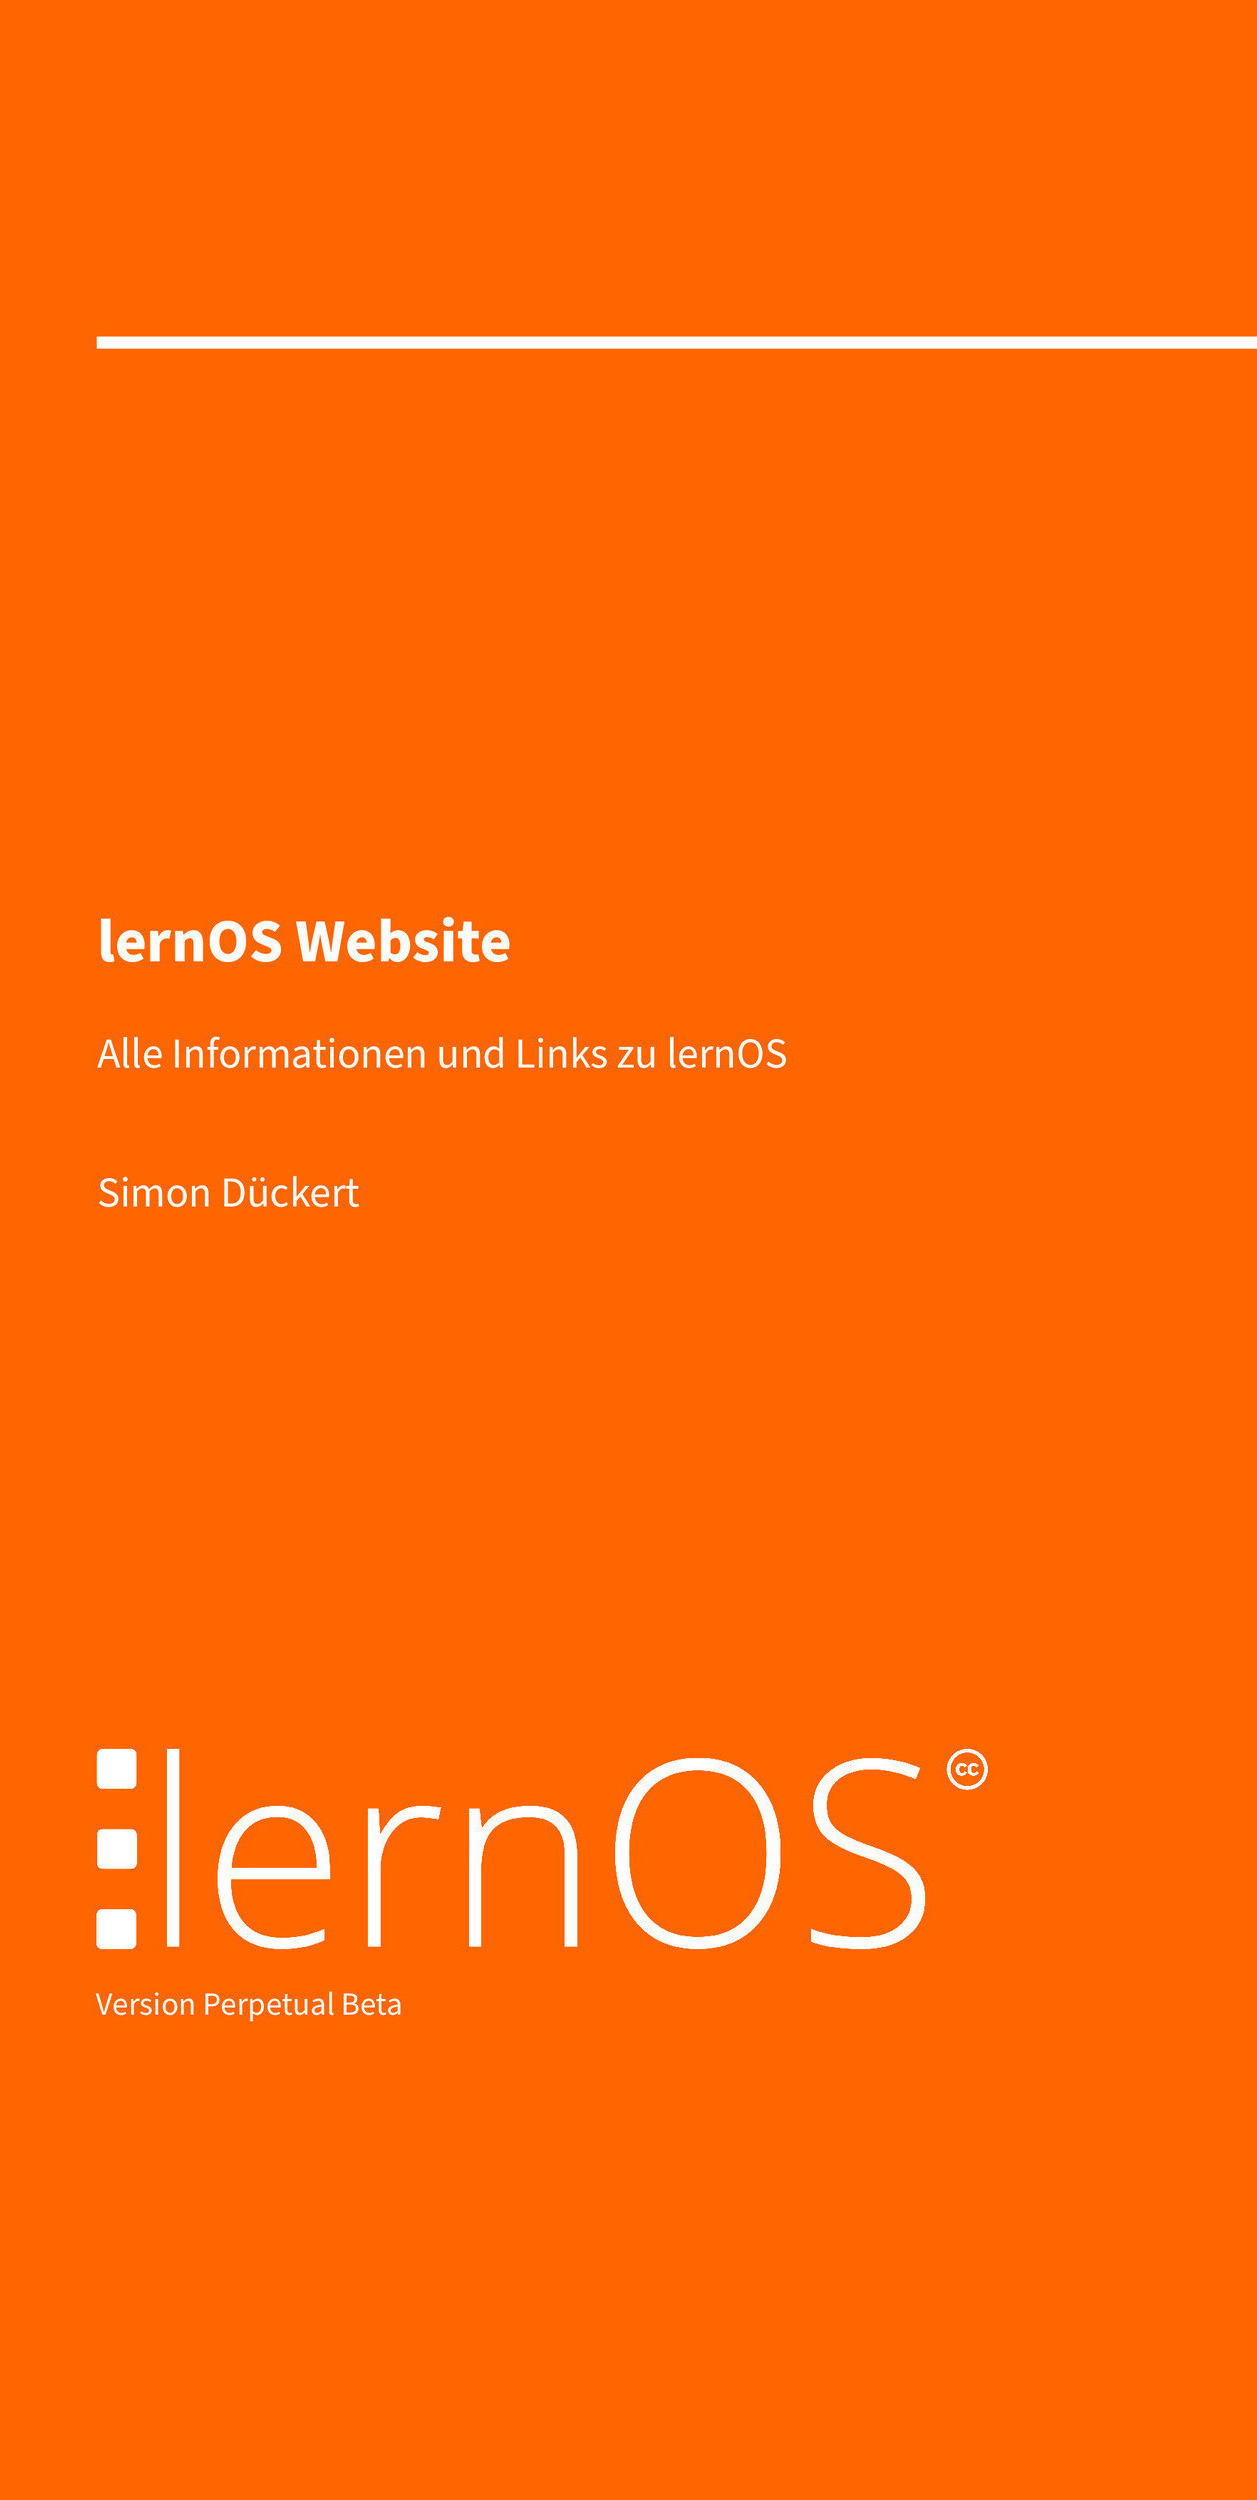 lernOS Website
Alle Informationen und Links zu lernOS
Simon Dückert
lernOS cc
Version Perpetual Beta